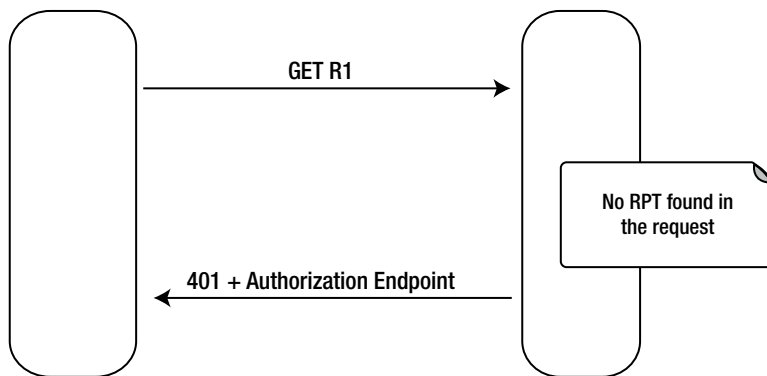 GET R1
No RPT found in
the request
401 + Authorization Endpoint